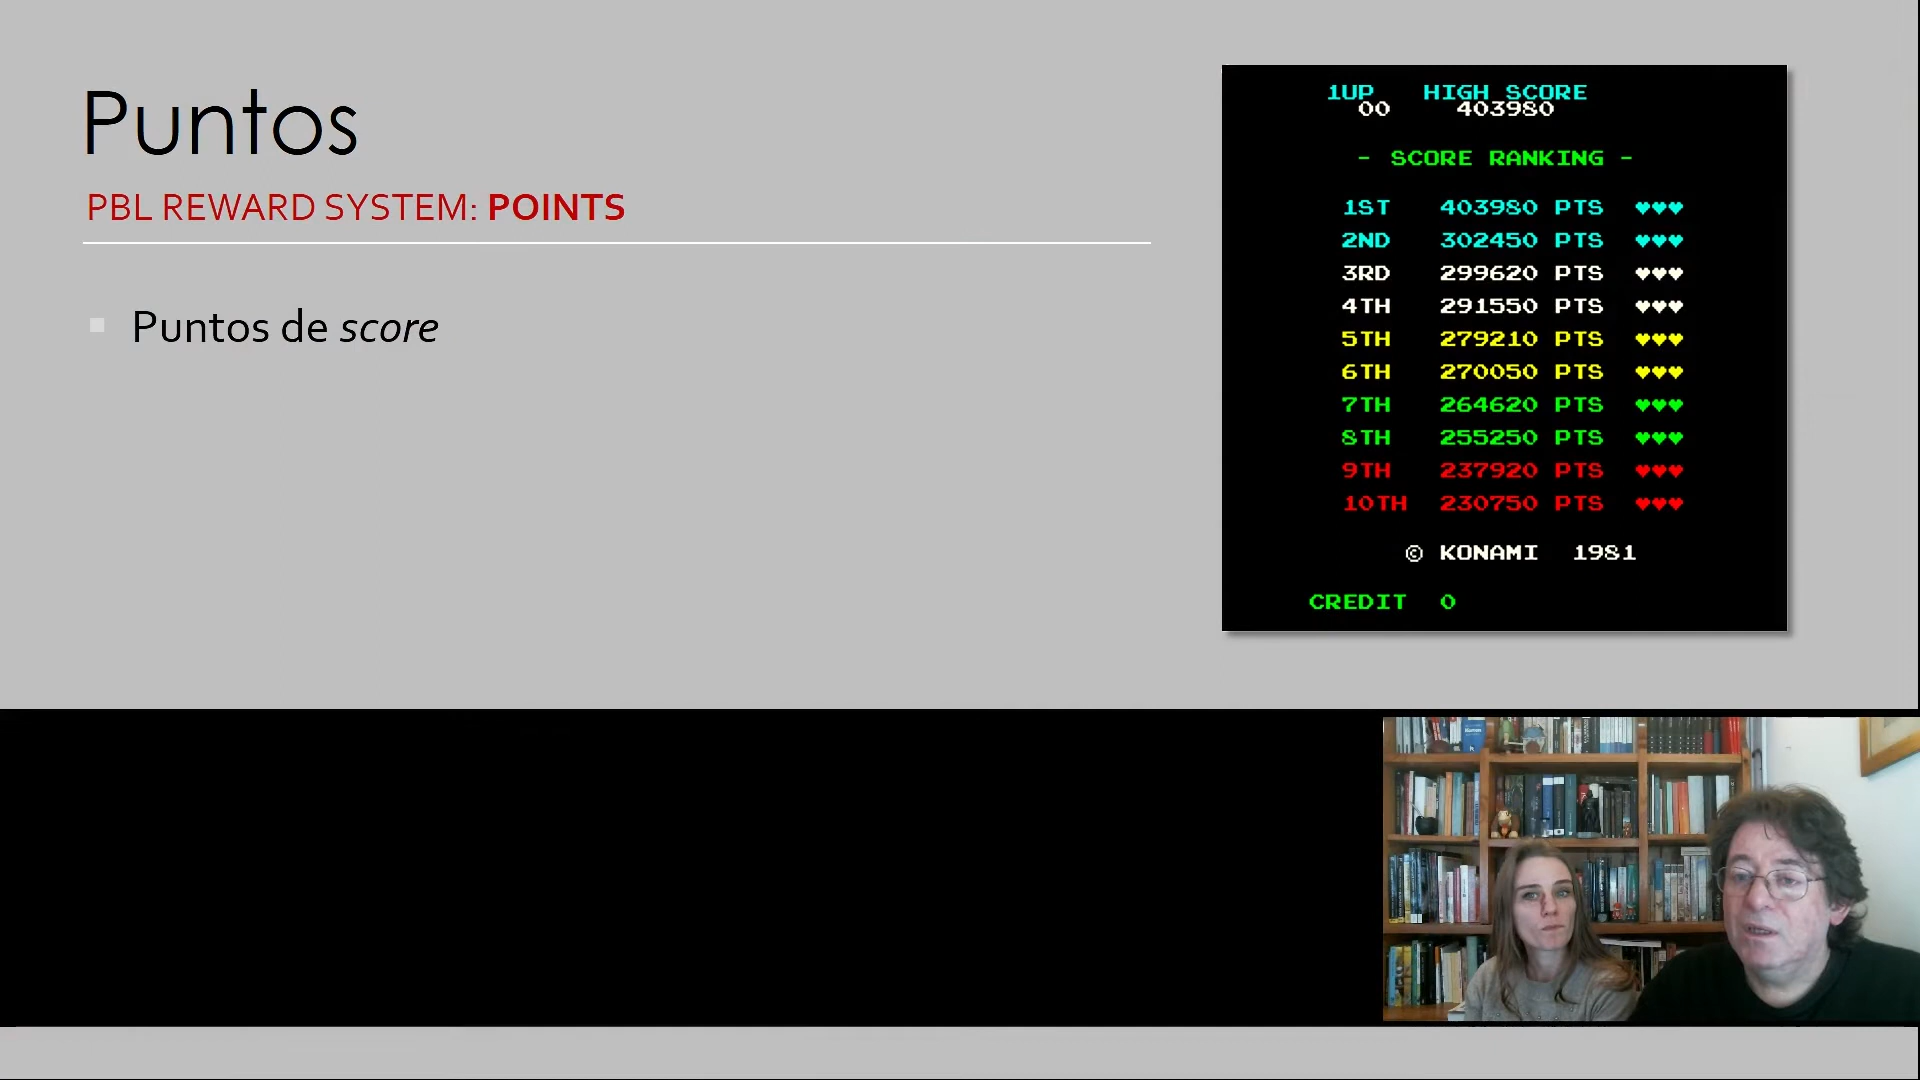 Puntos
PBL REWARD SYSTEM: POINTS
Puntos de score
1UP HIGH SCORE
00 403980
- SCORE RANKING -
1ST 403980 PTS ♥♥♥
2ND 302450 PTS ♥♥♥
3RD 299620 PTS ♥♥♥
4TH 291550 PTS ♥♥♥
5TH 279210 PTS ♥♥♥
6TH 270050 PTS ♥♥♥
7TH 264620 PTS ♥♥♥
8TH 255250 PTS ♥♥♥
9TH 237920 PTS ♥♥♥
10TH 230750 PTS ♥♥♥
© KONAMI 1981
CREDIT 0